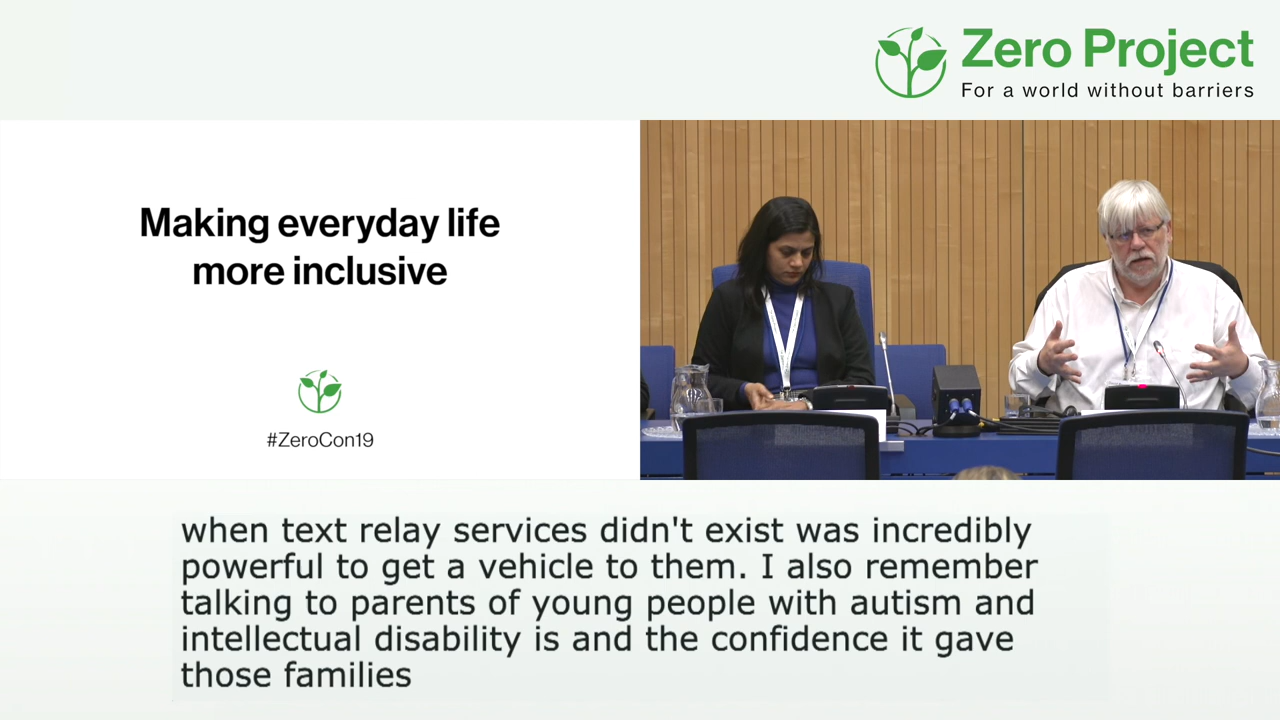 Zero Project
For a world without barriers
Making everyday life
more inclusive
#ZeroCon19
when text relay services didn't exist was incredibly
powerful to get a vehicle to them. I also remember
talking to parents of young people with autism and
intellectual disability is and the confidence it gave
those families